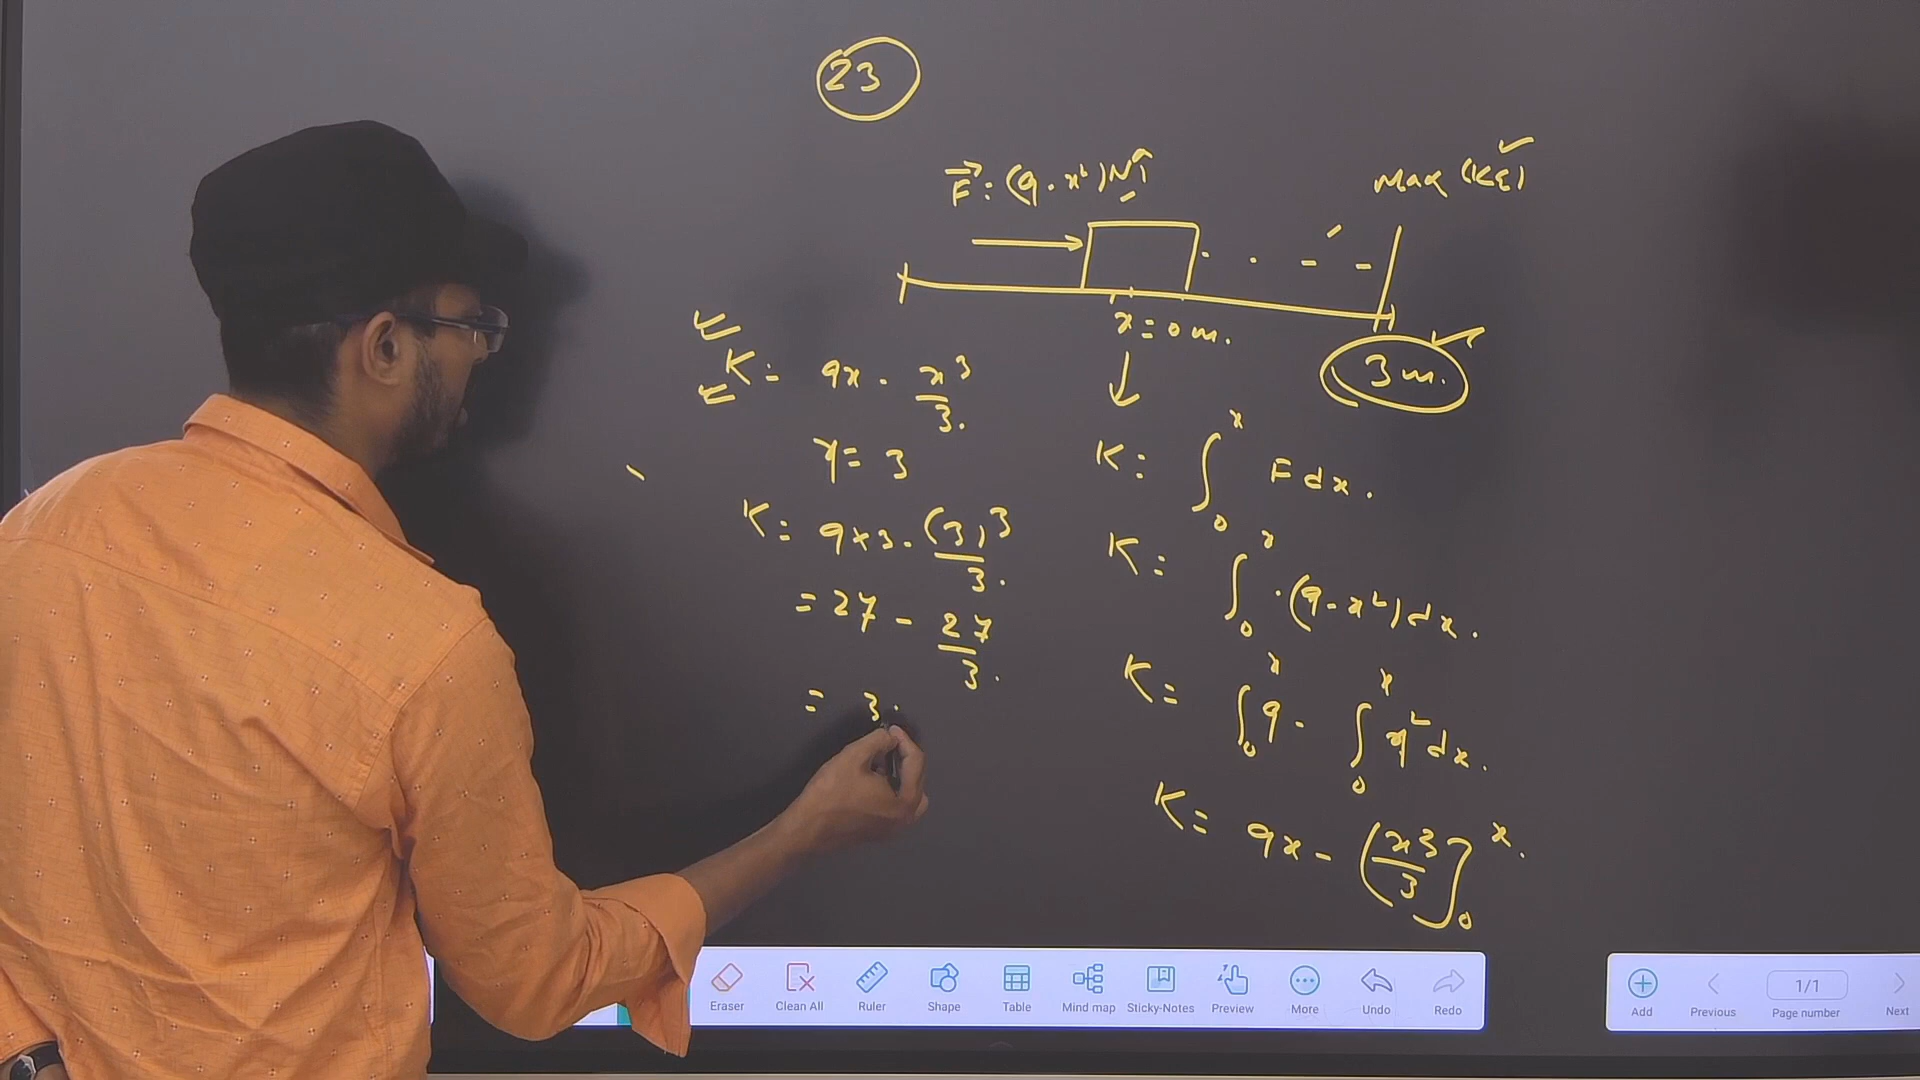 23
F : (9 - x²)N î
Max (KE)
x = 0 m.
3 m.
K = 9x - x³/3.
x = 3
K = 9×3 - (3)³/3.
= 27 - 27/3.
= 3.
K = ∫₀ˣ F dx.
K = ∫₀ˣ (9 - x²) dx.
K = ∫₀ˣ 9 - ∫₀ˣ x² dx.
K = 9x - (x³/3]₀ˣ.
Eraser
Clean All
Ruler
Shape
Table
Mind map
Sticky-Notes
Preview
More
Undo
Redo
Add
Previous
1/1
Page number
Next